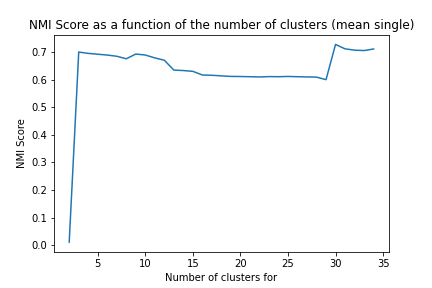 NMI Score as a function of the number of clusters (mean single)
0.7
0.6
0.5
0.4
0.3
0.2
0.1
0.0
NMI Score
5 10 15 20 25 30 35
Number of clusters for